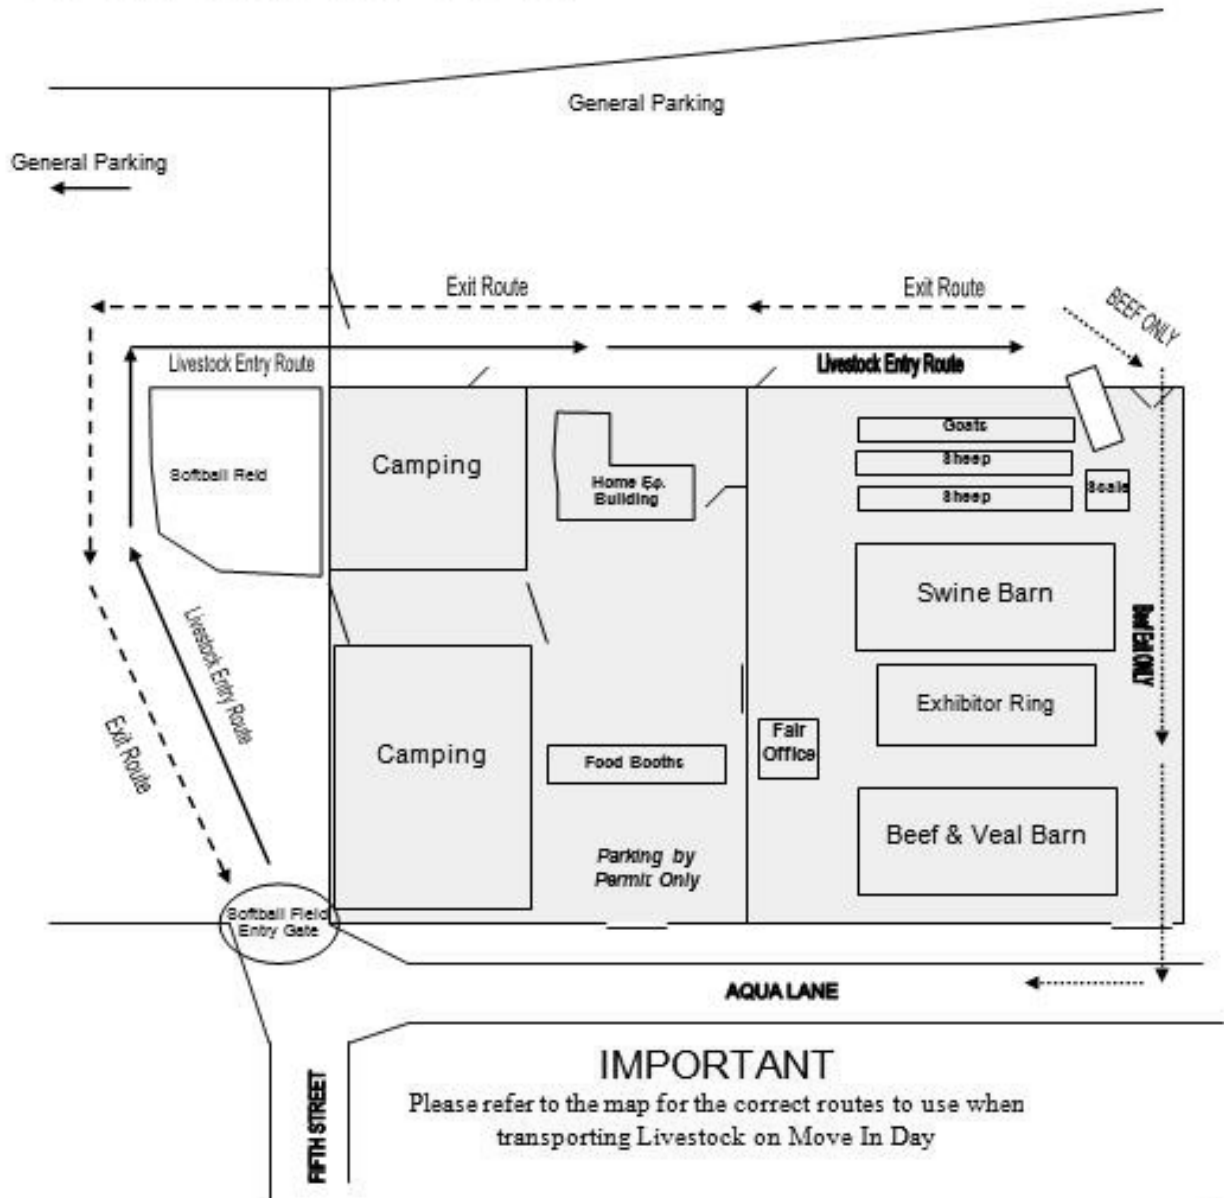 General Parking
General Parking
Exit Route
Exit Route
BEEF ONLY
Livestock Entry Route
Livestock Entry Route
Goats
Sheep
Sheep
Scale
Softball Field
Camping
Home Ec.
Building
Swine Barn
Beef Exit ONLY
Livestock Entry Route
Exit Route
Exhibitor Ring
Camping
Food Booths
Fair
Office
Beef & Veal Barn
Parking by
Permit Only
Softball Field
Entry Gate
AQUA LANE
FIFTH STREET
IMPORTANT
Please refer to the map for the correct routes to use when
transporting Livestock on Move In Day